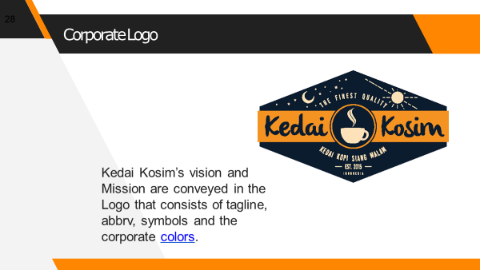 28
Corporate Logo
THE FINEST QUALITY
Kedai Kosim
KEDAI KOPI SIANG MALAM
EST. 2015
INDONESIA
Kedai Kosim's vision and
Mission are conveyed in the
Logo that consists of tagline,
abbrv, symbols and the
corporate colors.